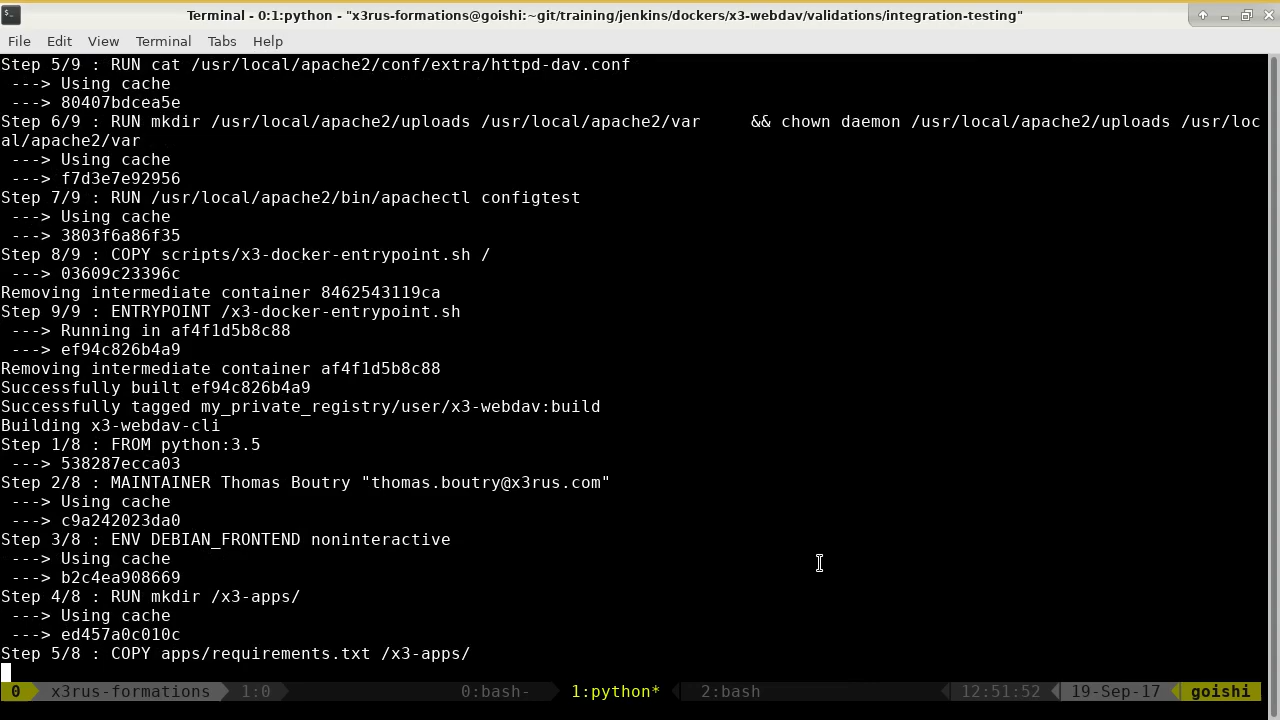 Terminal - 0:1:python - "x3rus-formations@goishi:~git/training/jenkins/dockers/x3-webdav/validations/integration-testing"
File Edit View Terminal Tabs Help
Step 5/9 : RUN cat /usr/local/apache2/conf/extra/httpd-dav.conf
 ---> Using cache
 ---> 80407bdcea5e
Step 6/9 : RUN mkdir /usr/local/apache2/uploads /usr/local/apache2/var     && chown daemon /usr/local/apache2/uploads /usr/loc
al/apache2/var
 ---> Using cache
 ---> f7d3e7e92956
Step 7/9 : RUN /usr/local/apache2/bin/apachectl configtest
 ---> Using cache
 ---> 3803f6a86f35
Step 8/9 : COPY scripts/x3-docker-entrypoint.sh /
 ---> 03609c23396c
Removing intermediate container 8462543119ca
Step 9/9 : ENTRYPOINT /x3-docker-entrypoint.sh
 ---> Running in af4f1d5b8c88
 ---> ef94c826b4a9
Removing intermediate container af4f1d5b8c88
Successfully built ef94c826b4a9
Successfully tagged my_private_registry/user/x3-webdav:build
Building x3-webdav-cli
Step 1/8 : FROM python:3.5
 ---> 538287ecca03
Step 2/8 : MAINTAINER Thomas Boutry "thomas.boutry@x3rus.com"
 ---> Using cache
 ---> c9a242023da0
Step 3/8 : ENV DEBIAN_FRONTEND noninteractive
 ---> Using cache
 ---> b2c4ea908669
Step 4/8 : RUN mkdir /x3-apps/
 ---> Using cache
 ---> ed457a0c010c
Step 5/8 : COPY apps/requirements.txt /x3-apps/
0 x3rus-formations 1:0 0:bash- 1:python* 2:bash 12:51:52 19-Sep-17 goishi